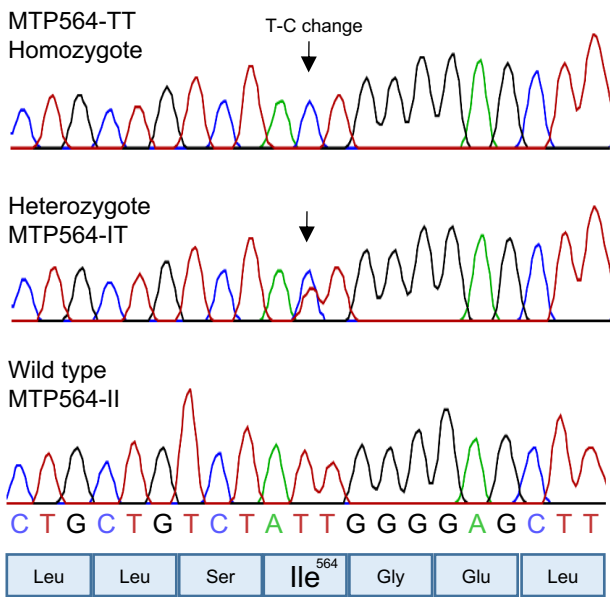 MTP564-TT
Homozygote
T-C change
Heterozygote
MTP564-IT
Wild type
MTP564-II
C T G C T G T C T A T T G G G G A G C T T
Leu Leu Ser Ile564 Gly Glu Leu